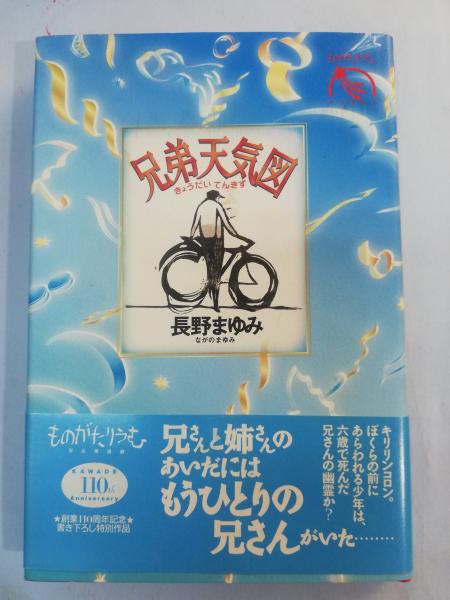 兄弟天気図
きょうだいてんきず
長野まゆみ
ながのまゆみ
ものがたりうむ
KAWADE
110th
Anniversary
★創業110周年記念★
書き下ろし特別作品
兄さんと姉さんの
あいだには
もうひとりの
兄さんがいた………
キリリンコロン。
ぼくらの前に
あらわれる少年は、
六歳で死んだ
兄さんの幽霊か?